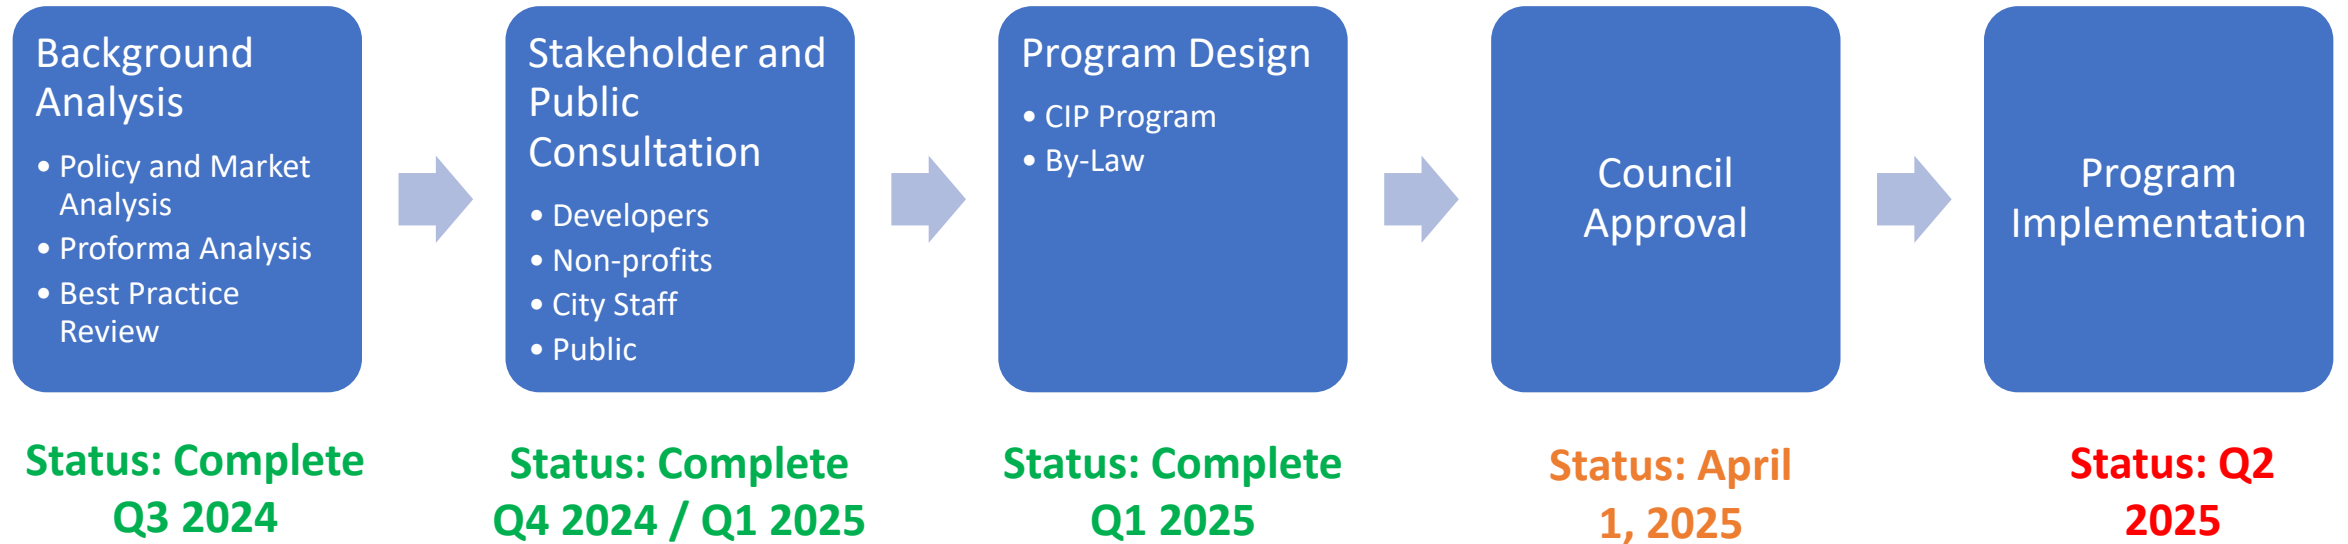 Background
Analysis
• Policy and Market
Analysis
• Proforma Analysis
• Best Practice
Review
Stakeholder and
Public
Consultation
• Developers
• Non-profits
• City Staff
• Public
Program Design
• CIP Program
• By-Law
Council
Approval
Program
Implementation
Status: Complete
Q3 2024
Status: Complete
Q4 2024 / Q1 2025
Status: Complete
Q1 2025
Status: April
1, 2025
Status: Q2
2025